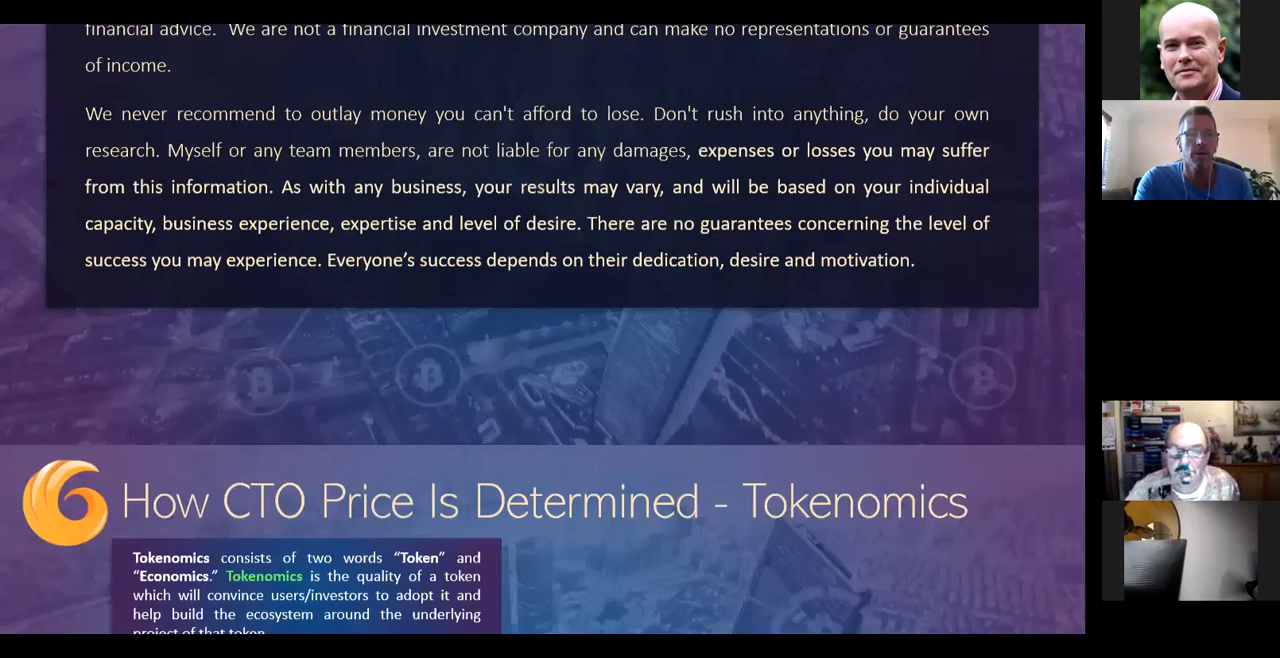 financial advice. We are not a financial investment company and can make no representations or guarantees
of income.
We never recommend to outlay money you can't afford to lose. Don't rush into anything, do your own
research. Myself or any team members, are not liable for any damages, expenses or losses you may suffer
from this information. As with any business, your results may vary, and will be based on your individual
capacity, business experience, expertise and level of desire. There are no guarantees concerning the level of
success you may experience. Everyone’s success depends on their dedication, desire and motivation.
How CTO Price Is Determined - Tokenomics
Tokenomics consists of two words “Token” and
“Economics.” Tokenomics is the quality of a token
which will convince users/investors to adopt it and
help build the ecosystem around the underlying
project of that token